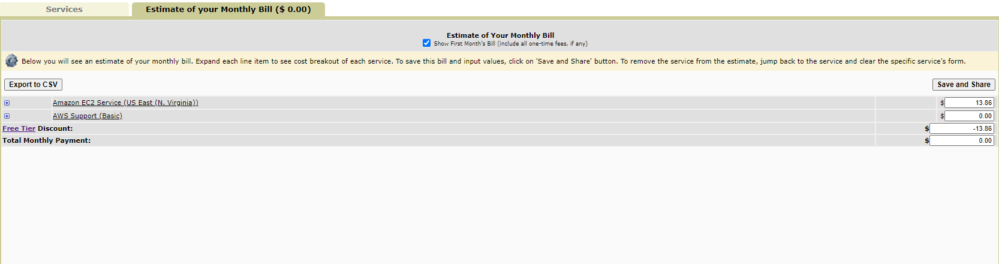 Services
Estimate of your Monthly Bill ($ 0.00)
Estimate of Your Monthly Bill
Show First Month's Bill (include all one-time fees, if any)
Below you will see an estimate of your monthly bill. Expand each line item to see cost breakout of each service. To save this bill and input values, click on 'Save and Share' button. To remove the service from the estimate, jump back to the service and clear the specific service's form.
Export to CSV
Save and Share
Amazon EC2 Service (US East (N. Virginia)) $ 13.86
AWS Support (Basic) $ 0.00
Free Tier Discount: $ -13.86
Total Monthly Payment: $ 0.00